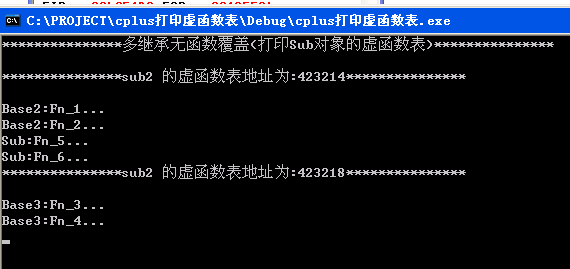 C:\PROJECT\cplus打印虚函数表\Debug\cplus打印虚函数表.exe
***************多继承无函数覆盖(打印Sub对象的虚函数表)***************
***************sub2 的虚函数表地址为:423214***************
Base2:Fn_1...
Base2:Fn_2...
Sub:Fn_5...
Sub:Fn_6...
***************sub2 的虚函数表地址为:423218***************
Base3:Fn_3...
Base3:Fn_4...